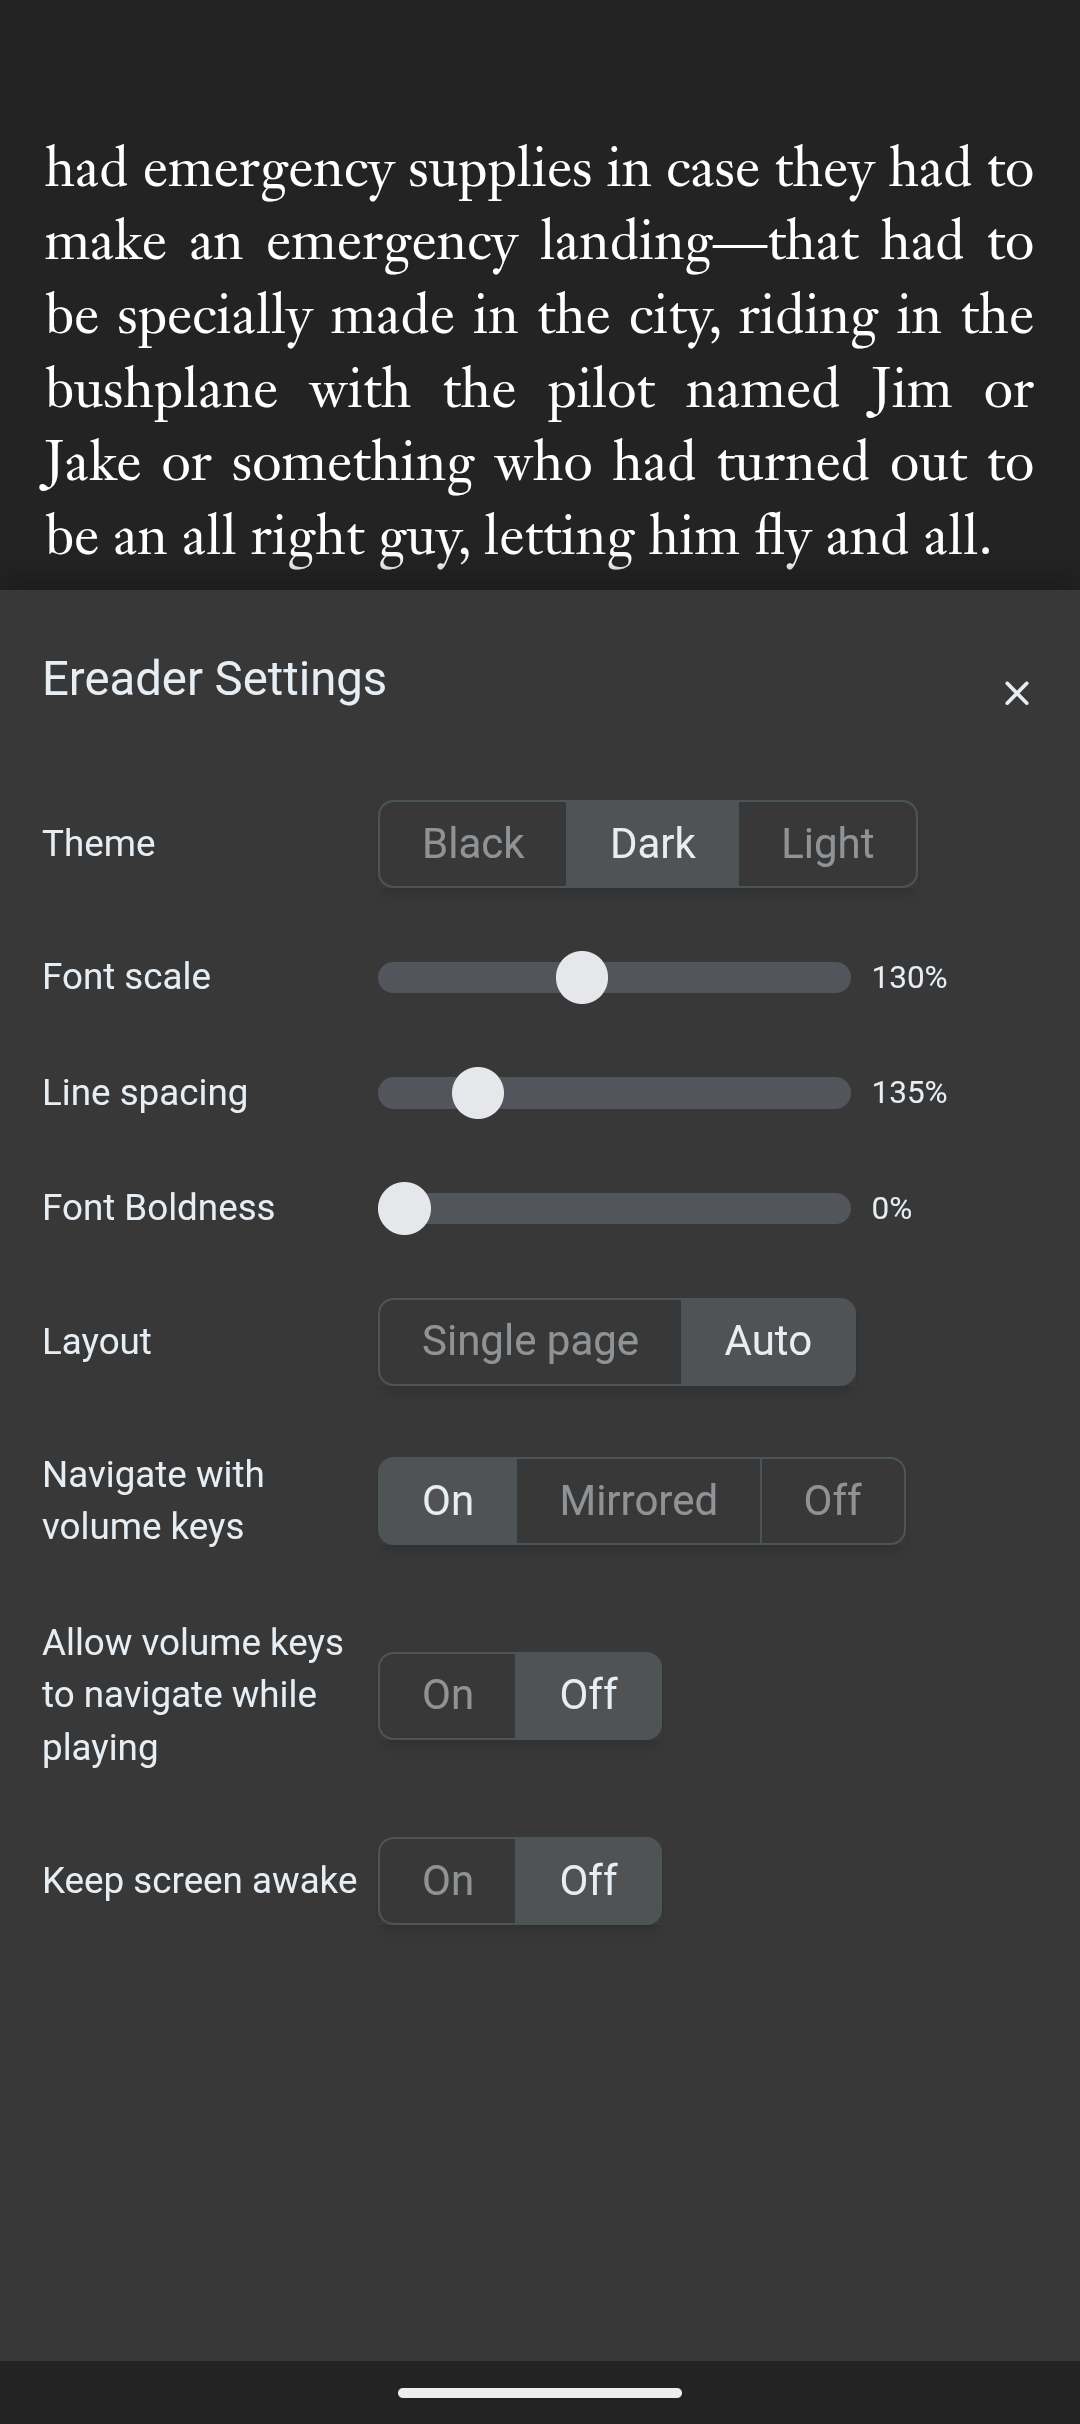 had emergency supplies in case they had to
make an emergency landing—that had to
be specially made in the city, riding in the
bushplane with the pilot named Jim or
Jake or something who had turned out to
be an all right guy, letting him fly and all.
Ereader Settings
Theme Black Dark Light
Font scale 130%
Line spacing 135%
Font Boldness 0%
Layout Single page Auto
Navigate with
volume keys
On Mirrored Off
Allow volume keys
to navigate while
playing
On Off
Keep screen awake On Off